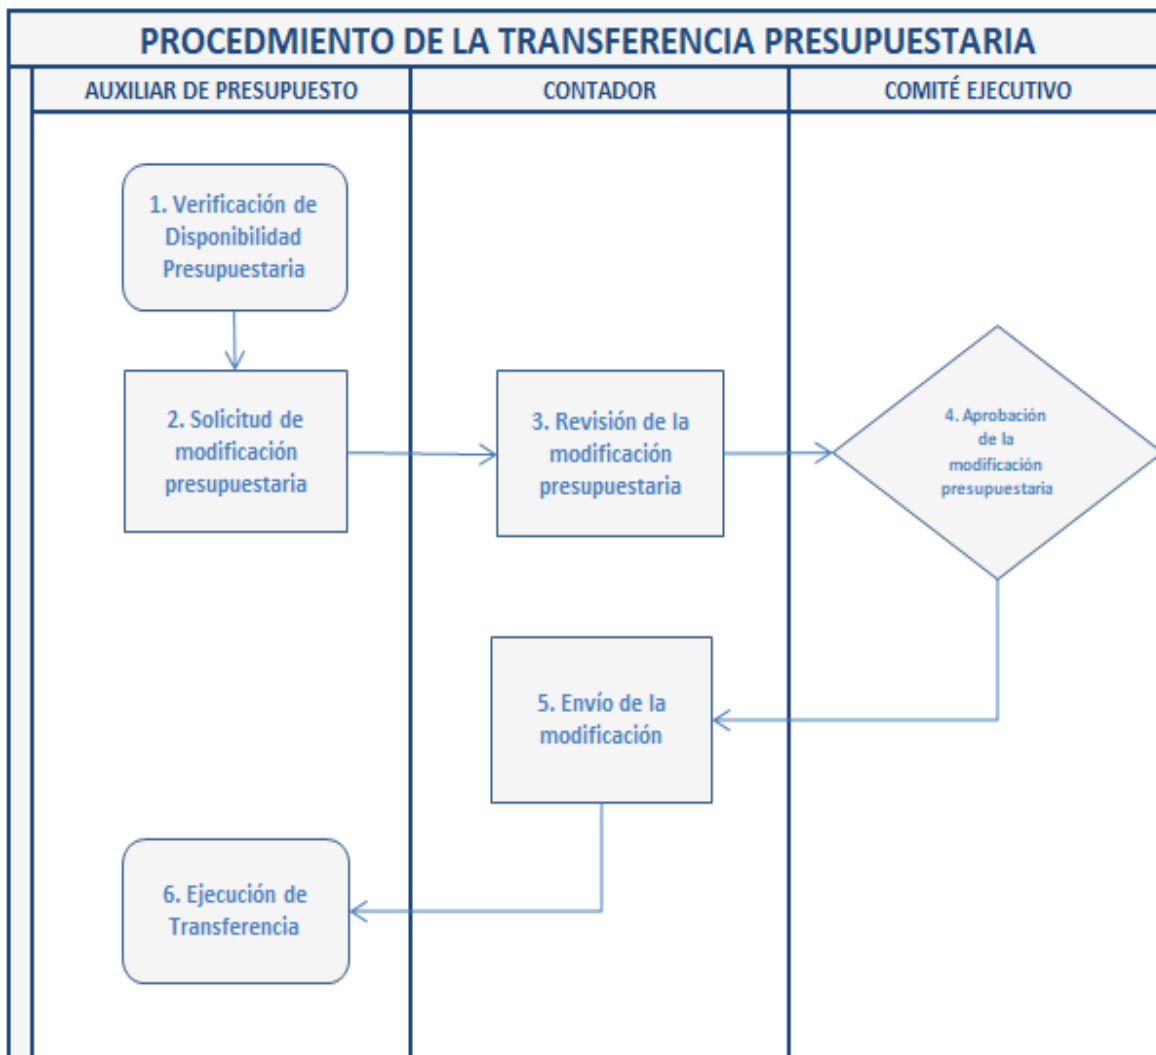 PROCEDMIENTO DE LA TRANSFERENCIA PRESUPUESTARIA
AUXILIAR DE PRESUPUESTO
CONTADOR
COMITÉ EJECUTIVO
1. Verificación de
Disponibilidad
Presupuestaria
2. Solicitud de
modificación
presupuestaria
3. Revisión de la
modificación
presupuestaria
4. Aprobación
de la
modificación
presupuestaria
5. Envío de la
modificación
6. Ejecución de
Transferencia